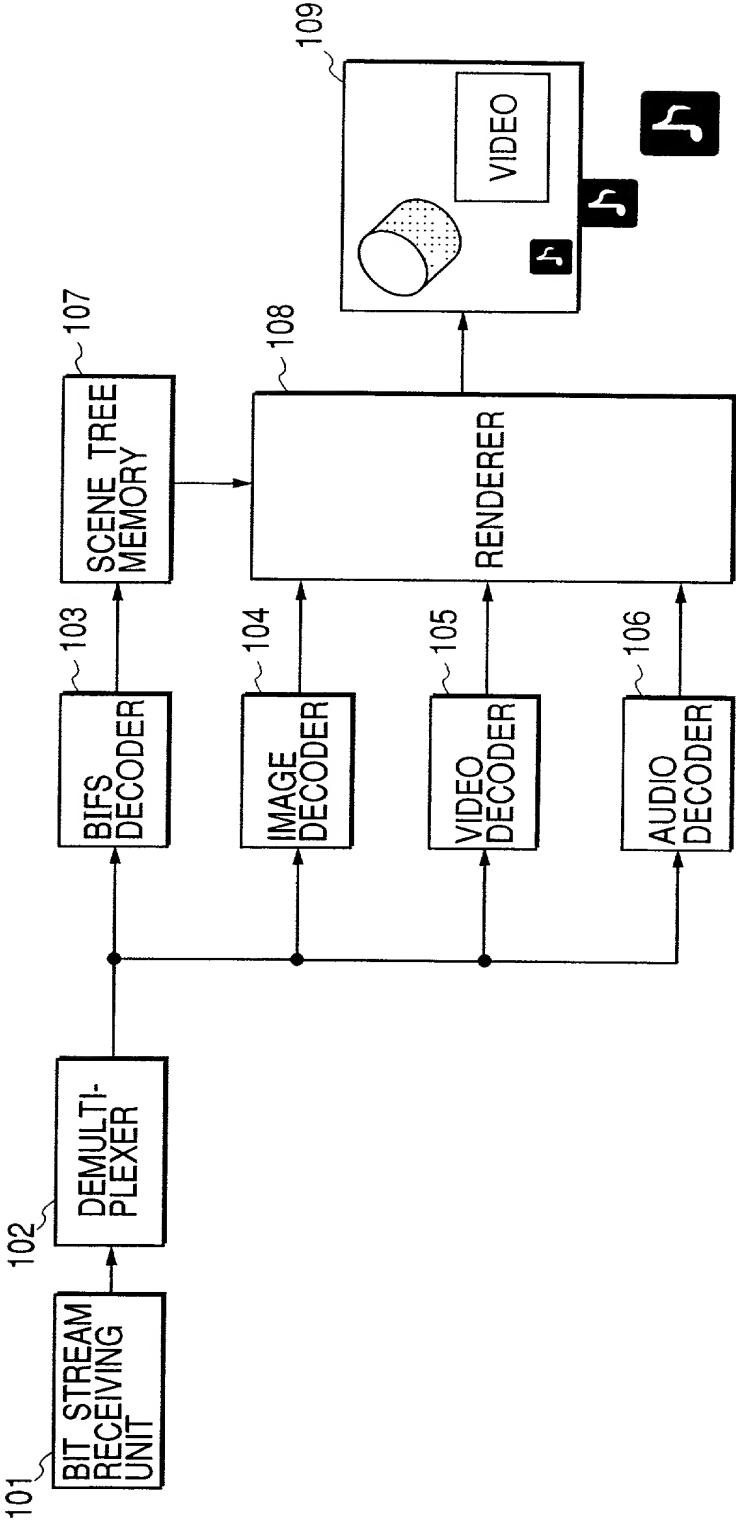 101
BIT STREAM
RECEIVING
UNIT
102
DEMULTI-
PLEXER
103
BIFS
DECODER
104
IMAGE
DECODER
105
VIDEO
DECODER
106
AUDIO
DECODER
107
SCENE TREE
MEMORY
108
RENDERER
109
VIDEO